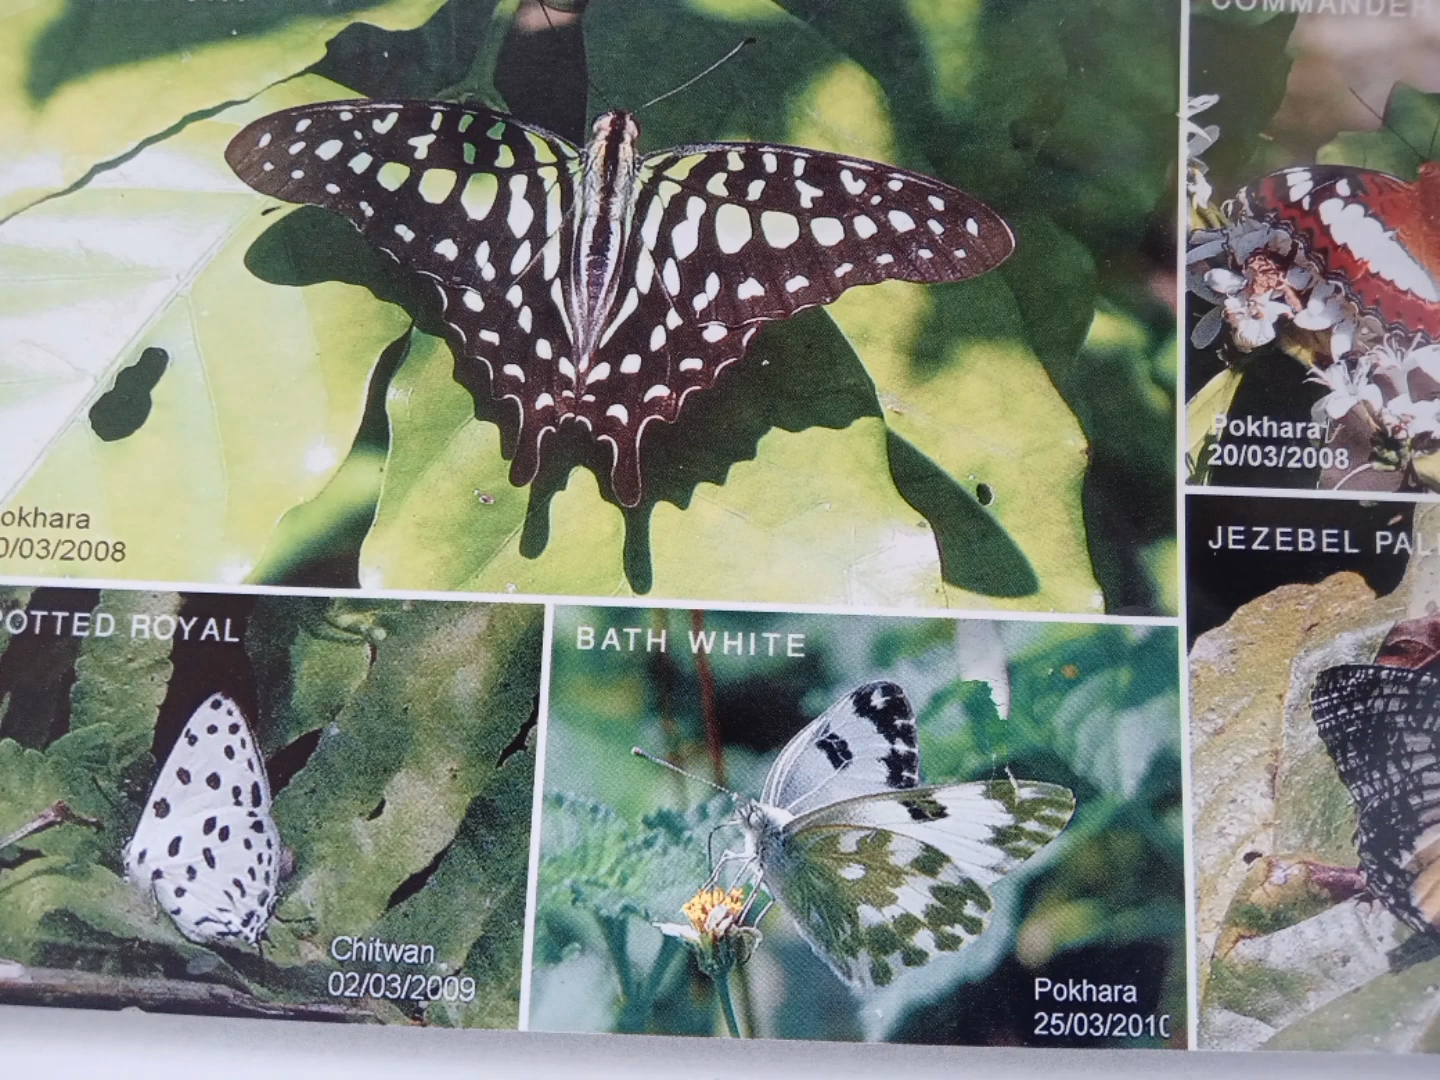 COMMANDER
okhara
0/03/2008
Pokhara
20/03/2008
JEZEBEL PAL
OTTED ROYAL
Chitwan
02/03/2009
BATH WHITE
Pokhara
25/03/2010